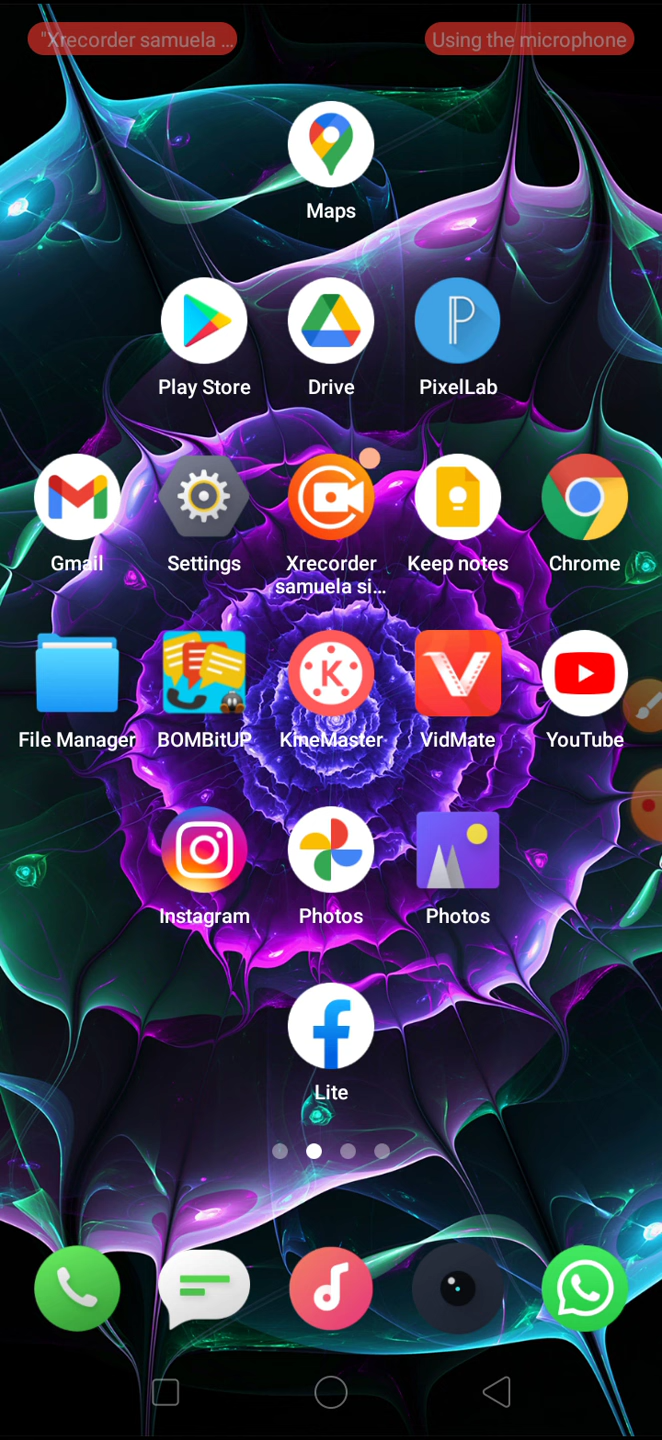 "Xrecorder samuela ...
Using the microphone
Maps
Play Store
Drive
PixelLab
Gmail
Settings
Xrecorder
samuela si...
Keep notes
Chrome
File Manager
BOMBitUP
KineMaster
VidMate
YouTube
Instagram
Photos
Photos
Lite